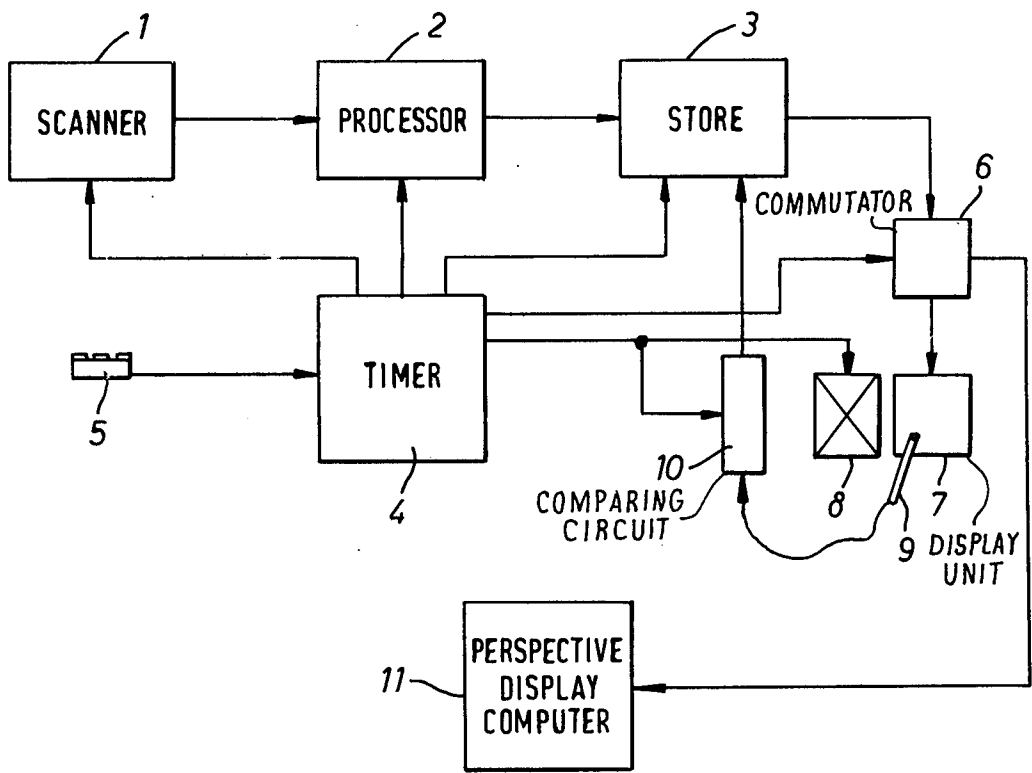 1
2
3
SCANNER
PROCESSOR
STORE
6
COMMUTATOR
TIMER
5
4
10
COMPARING
CIRCUIT
8
9
7
DISPLAY
UNIT
11
PERSPECTIVE
DISPLAY
COMPUTER